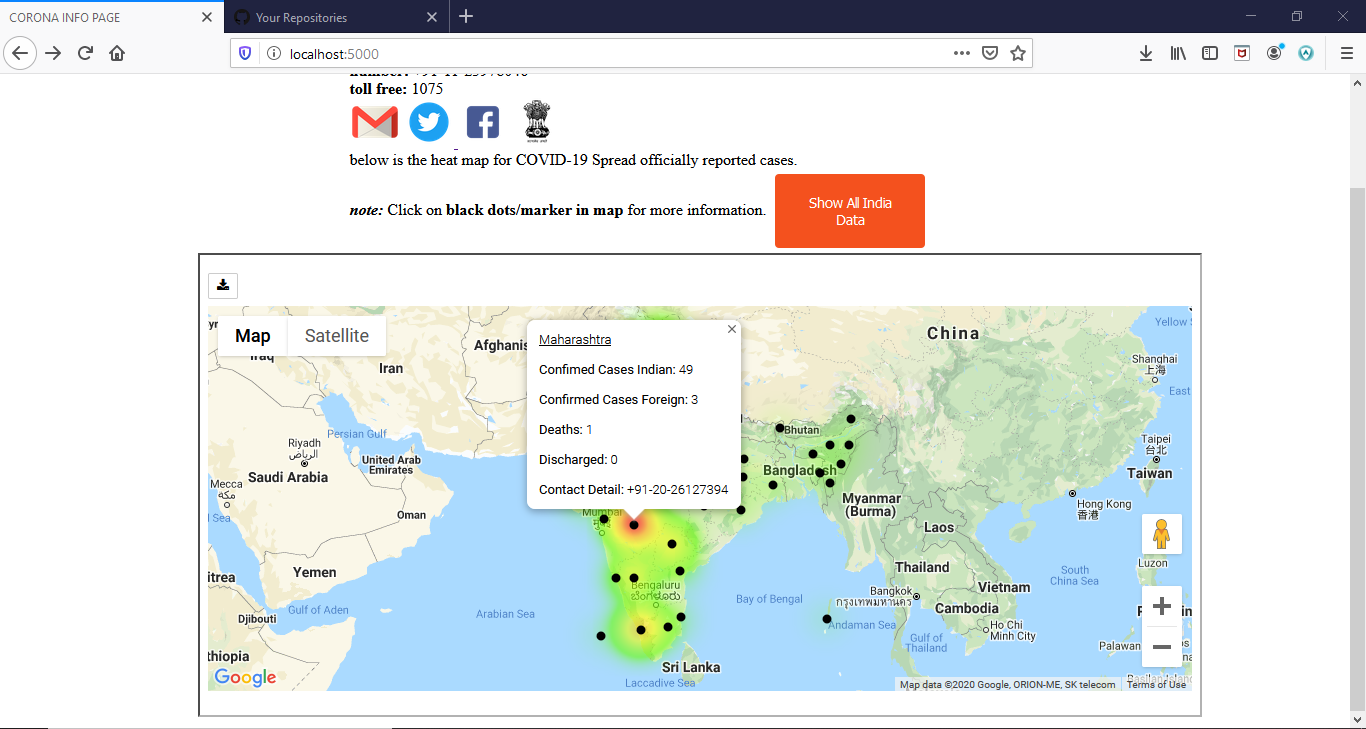 CORONA INFO PAGE
Your Repositories
localhost:5000
toll free: 1075
below is the heat map for COVID-19 Spread officially reported cases.
note: Click on black dots/marker in map for more information.
Show All India
Data
Map
Satellite
Maharashtra
Confimed Cases Indian: 49
Confirmed Cases Foreign: 3
Deaths: 1
Discharged: 0
Contact Detail: +91-20-26127394
China
Yellow
Shanghai
上海
East
Iraq
Iran
Afghanis
Persian Gulf
Riyadh
الرياض
United Arab
Emirates
Saudi Arabia
Mecca
مكة
d Sea
Oman
Bhutan
Bangladesh
Taipei
台北
Taiwan
Hong Kong
香港
Myanmar
(Burma)
Laos
Mumbai
Yemen
itrea
Gulf of Aden
Djibouti
thiopia
Arabian Sea
Bengaluru
ಬೆಂಗಳೂರು
Bay of Bengal
Thailand
Bangkok
กรุงเทพมหานคร
Vietnam
Cambodia
South
China Sea
Luzon
Andaman Sea
Gulf of
Thailand
Ho Chi
Minh City
Palawan
Sri Lanka
Laccadive Sea
Google
Map data ©2020 Google, ORION-ME, SK telecom
Terms of Use